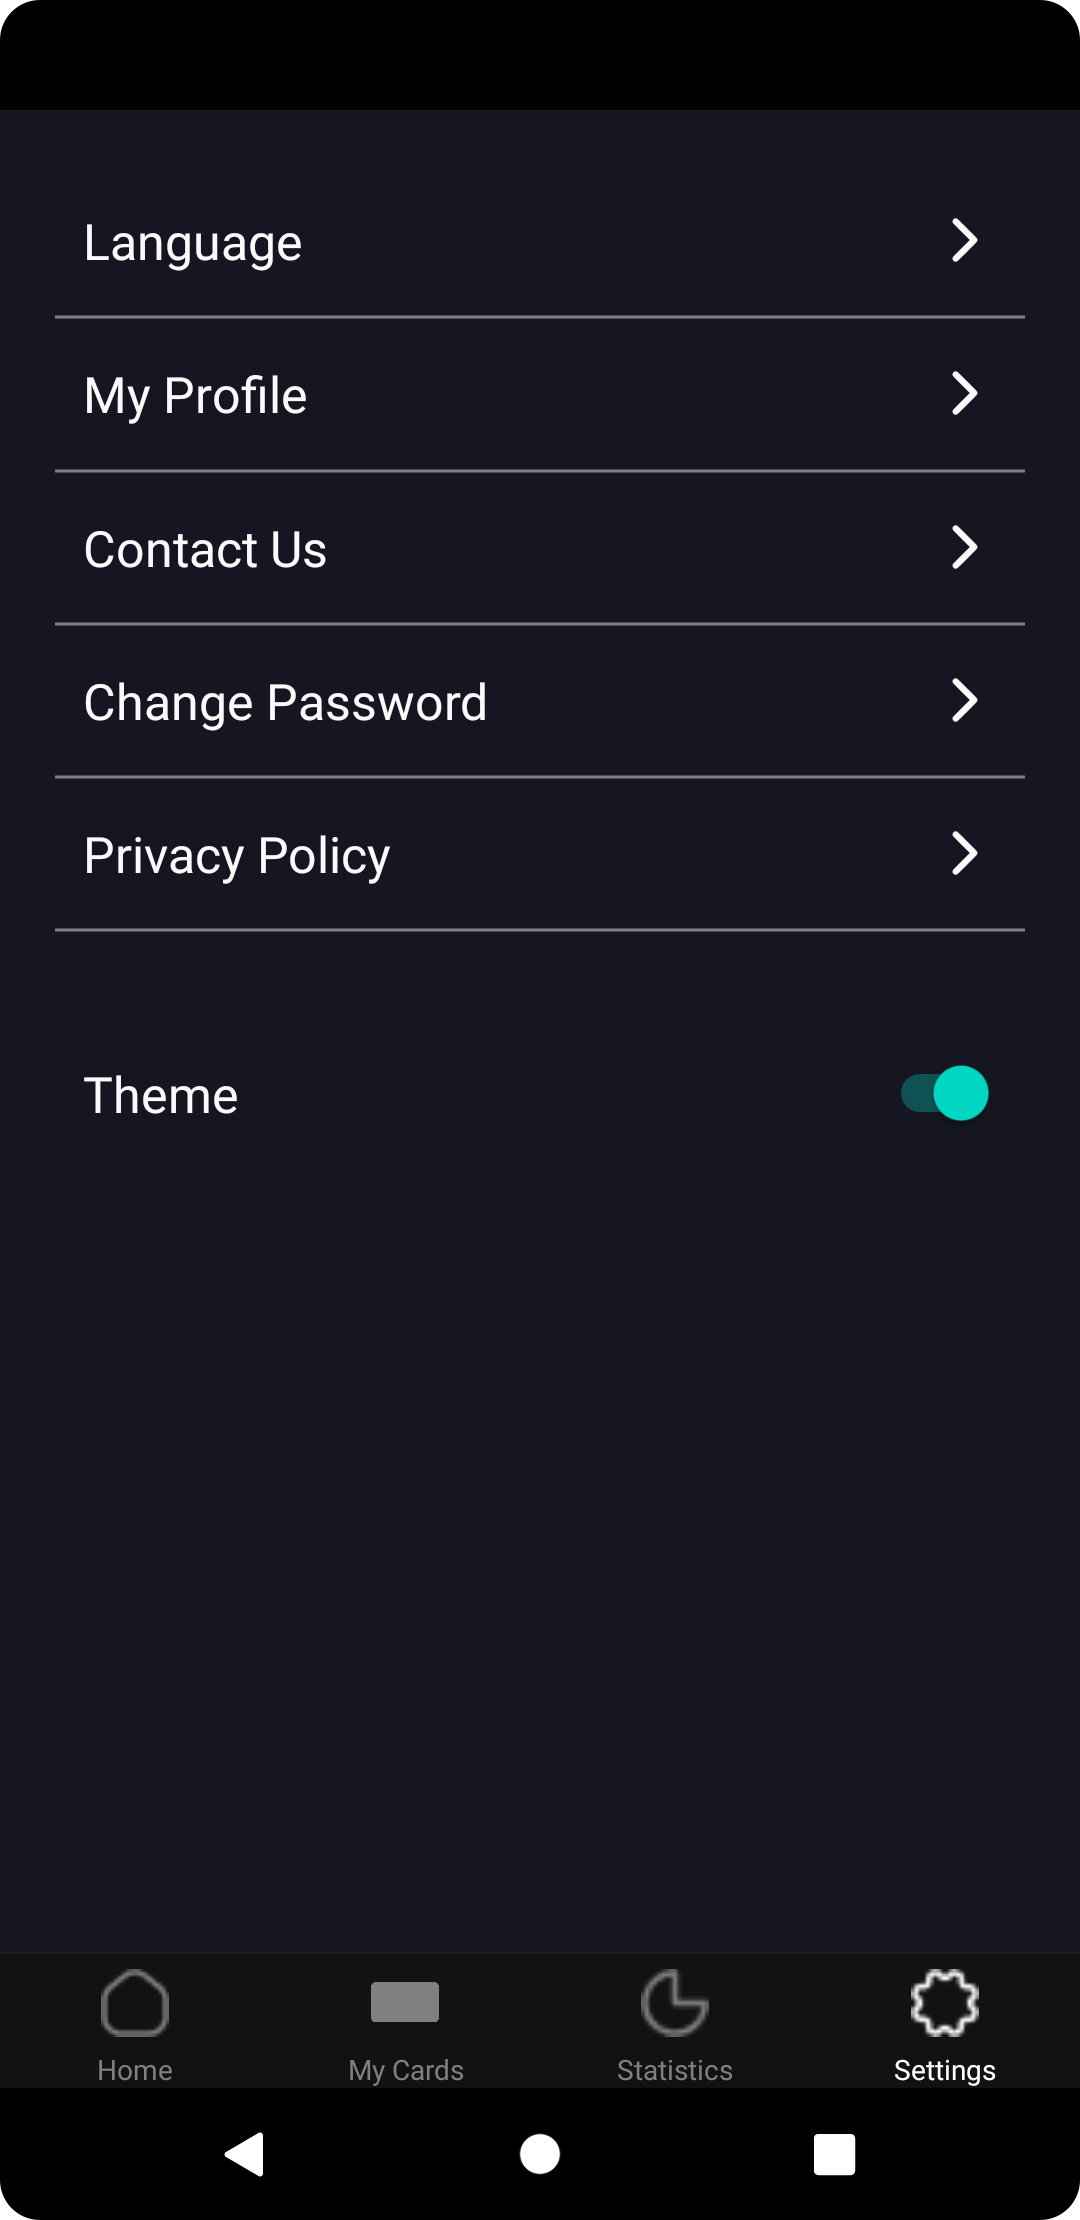 Language
My Profile
Contact Us
Change Password
Privacy Policy
Theme
Home
My Cards
Statistics
Settings